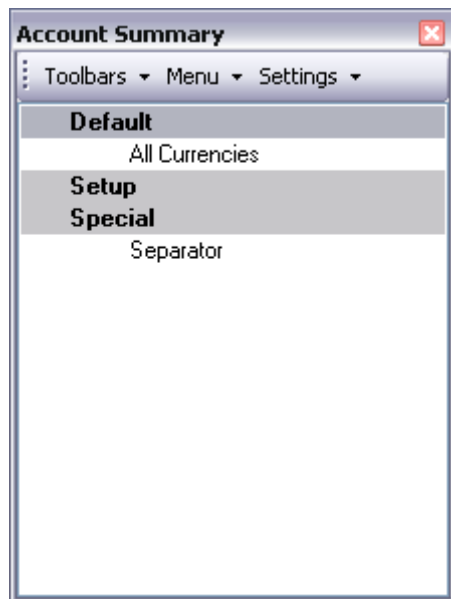 Account Summary
Toolbars Menu Settings
Default
All Currencies
Setup
Special
Separator